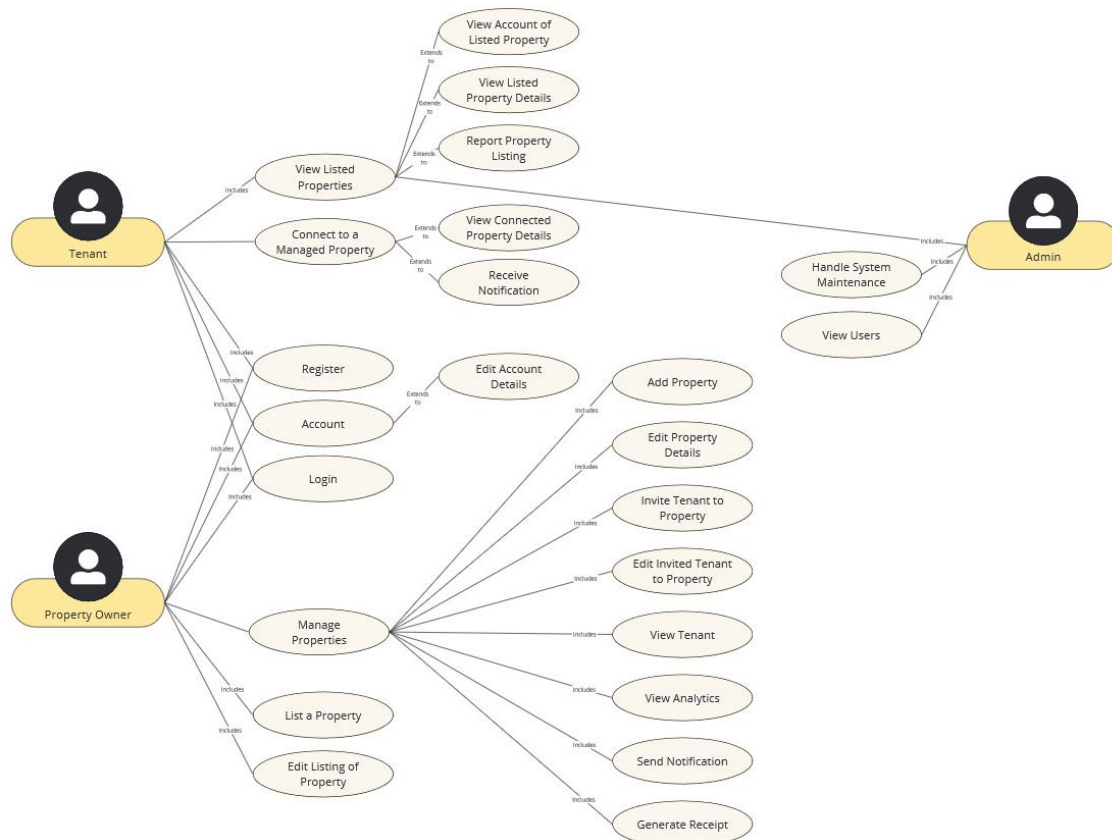 View Account of
Listed Property
Extends
to
View Listed
Property Details
Extends
to
Report Property
Listing
Extends
to
View Listed
Properties
Includes
Tenant
Connect to a
Managed Property
View Connected
Property Details
Extends
to
Receive
Notification
Extends
to
Includes
Admin
Handle System
Maintenance
Includes
View Users
Includes
Register
Includes
Account
Includes
Login
Includes
Edit Account
Details
Extends
to
Includes
Includes
Includes
Property Owner
Manage
Properties
List a Property
Includes
Edit Listing of
Property
Includes
Add Property
Includes
Edit Property
Details
Includes
Invite Tenant to
Property
Includes
Edit Invited Tenant
to Property
Includes
View Tenant
Includes
View Analytics
Includes
Send Notification
Includes
Generate Receipt
Includes